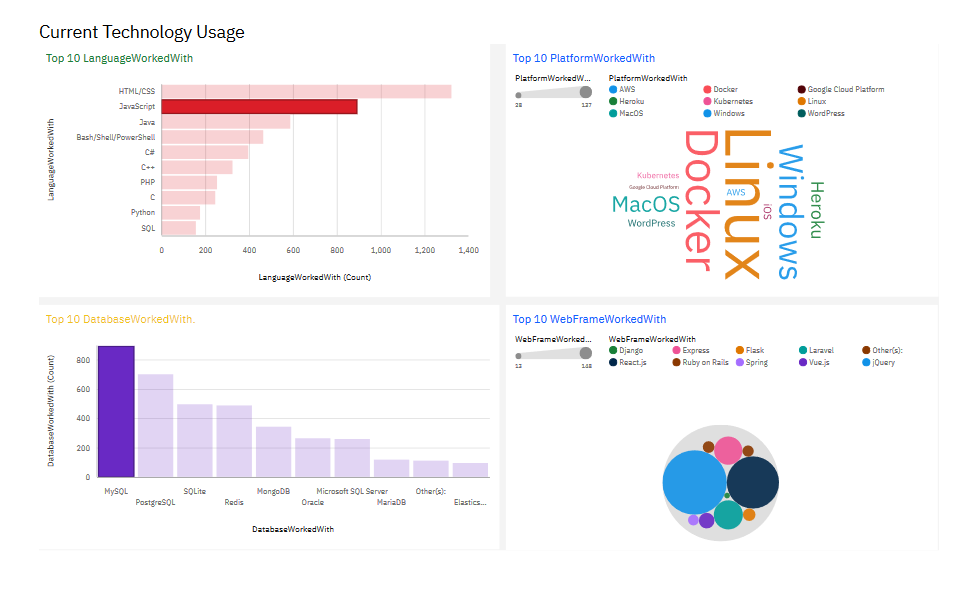 Current Technology Usage
Top 10 LanguageWorkedWith
HTML/CSS
JavaScript
Java
Bash/Shell/PowerShell
C#
C++
PHP
C
Python
SQL
LanguageWorkedWith
0 200 400 600 800 1,000 1,200 1,400
LanguageWorkedWith (Count)
Top 10 PlatformWorkedWith
PlatformWorkedW... PlatformWorkedWith
28 127
AWS Docker Google Cloud Platform
Heroku Kubernetes Linux
MacOS Windows WordPress
Kubernetes
Google Cloud Platform
MacOS
WordPress
Docker
Linux
AWS
iOS
Windows
Heroku
Top 10 DatabaseWorkedWith.
DatabaseWorkedWith (Count)
800
600
400
200
0
MySQL SQLite MongoDB Microsoft SQL Server Other(s):
PostgreSQL Redis Oracle MariaDB Elastics...
DatabaseWorkedWith
Top 10 WebFrameWorkedWith
WebFrameWorked... WebFrameWorkedWith
Django Express Flask Laravel Other(s):
React.js Ruby on Rails Spring Vue.js jQuery